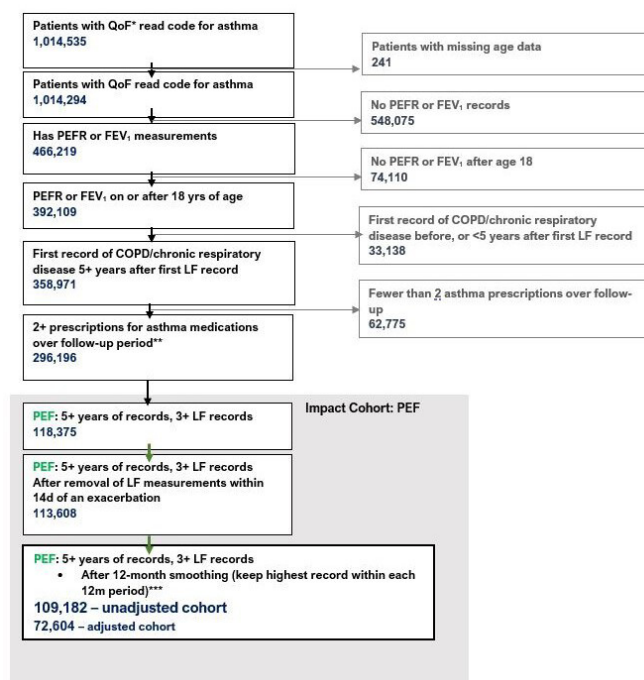 Patients with QoF* read code for asthma
1,014,535
Patients with missing age data
241
Patients with QoF read code for asthma
1,014,294
No PEFR or FEV₁ records
548,075
Has PEFR or FEV₁ measurements
466,219
No PEFR or FEV₁ after age 18
74,110
PEFR or FEV₁ on or after 18 yrs of age
392,109
First record of COPD/chronic respiratory
disease before, or <5 years after first LF record
33,138
First record of COPD/chronic respiratory
disease 5+ years after first LF record
358,971
Fewer than 2 asthma prescriptions over follow-
up
62,775
2+ prescriptions for asthma medications
over follow-up period**
296,196
Impact Cohort: PEF
PEF: 5+ years of records, 3+ LF records
118,375
PEF: 5+ years of records, 3+ LF records
After removal of LF measurements within
14d of an exacerbation
113,608
PEF: 5+ years of records, 3+ LF records
• After 12-month smoothing (keep highest record within each
12m period)***
109,182 – unadjusted cohort
72,604 – adjusted cohort